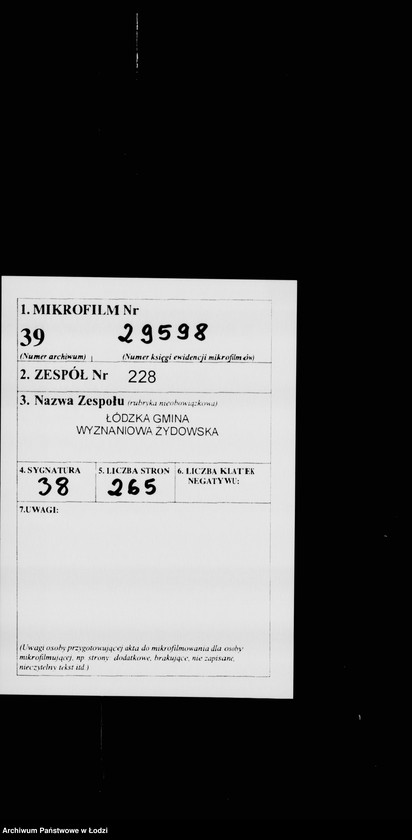 1. MIKROFILM Nr
39 29598
(Numer archiwum) (Numer księgi ewidencji mikrofilmów)
2. ZESPÓŁ Nr 228
3. Nazwa Zespołu (rubryka nieobowiązkowa)
ŁÓDZKA GMINA
WYZNANIOWA ŻYDOWSKA
4. SYGNATURA 5. LICZBA STRON 6. LICZBA KLATEK
NEGATYWU:
38 265
7.UWAGI:
(Uwagi osoby przygotowującej akta do mikrofilmowania dla osoby
mikrofilmującej, np. strony: dodatkowe, brakujące, nie zapisane,
nieczytelny tekst itd.)
Archiwum Państwowe w Łodzi